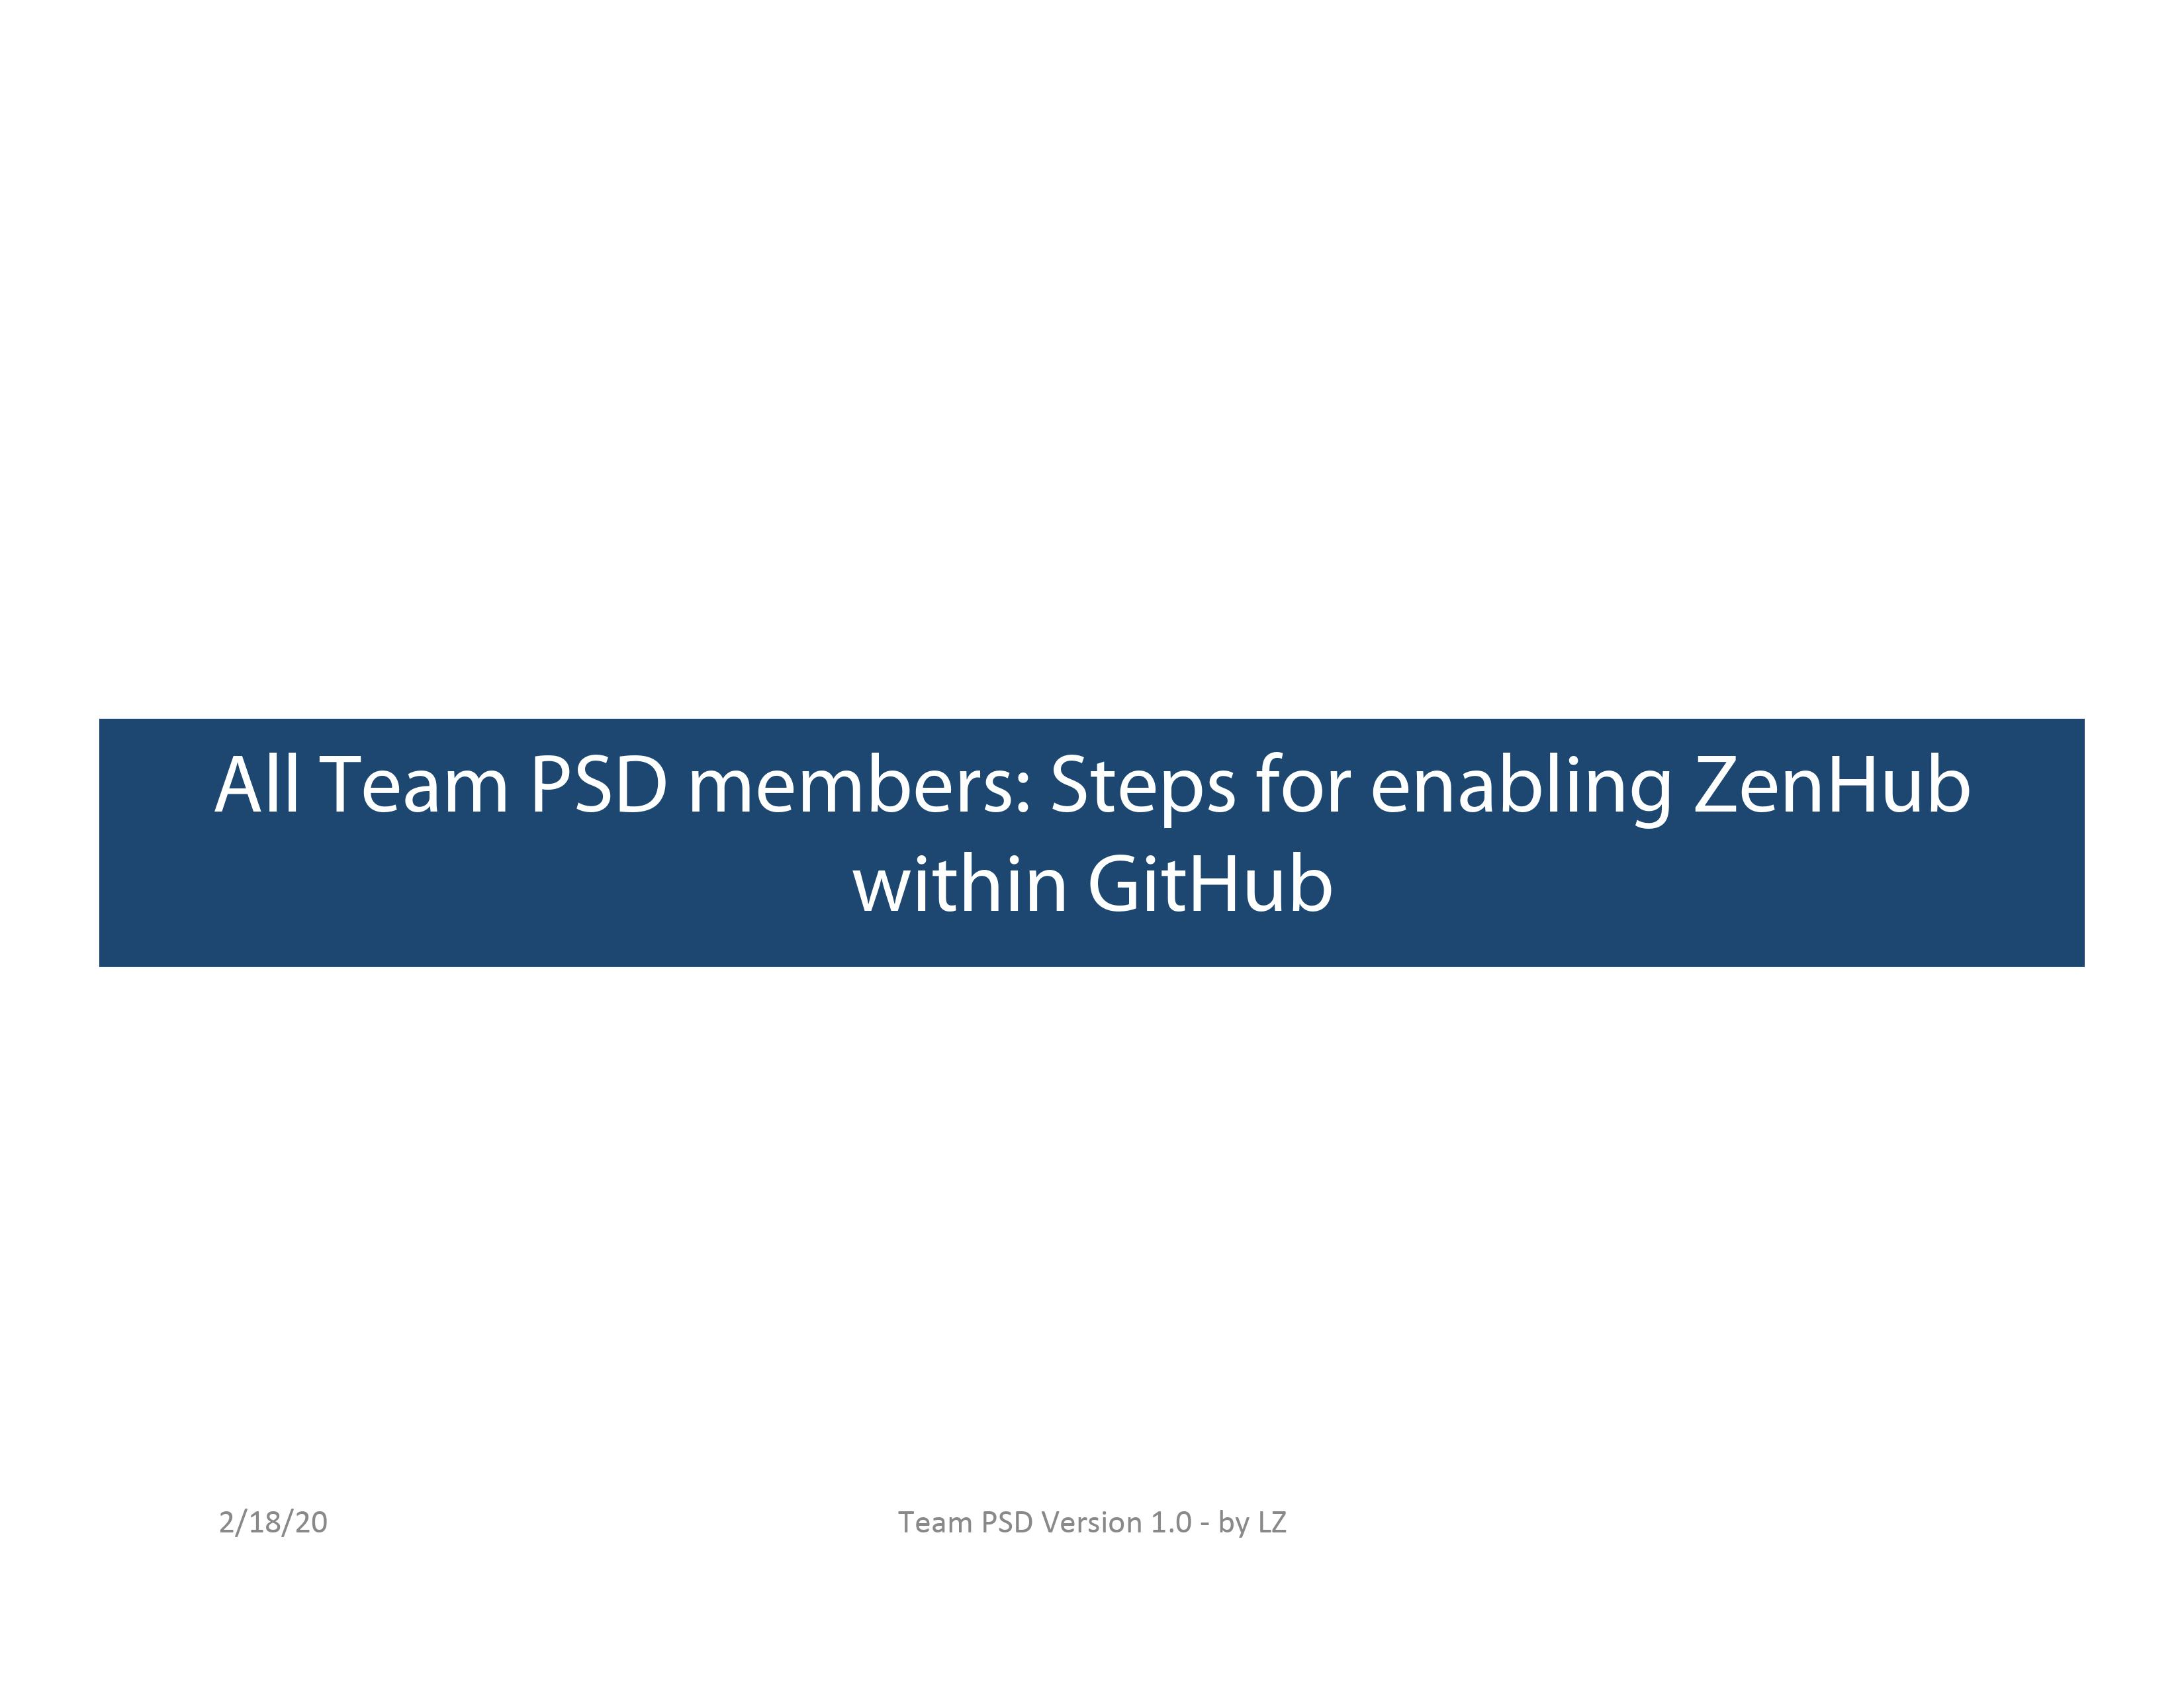 All Team PSD members: Steps for enabling ZenHub
within GitHub
2/18/20
Team PSD Version 1.0 - by LZ